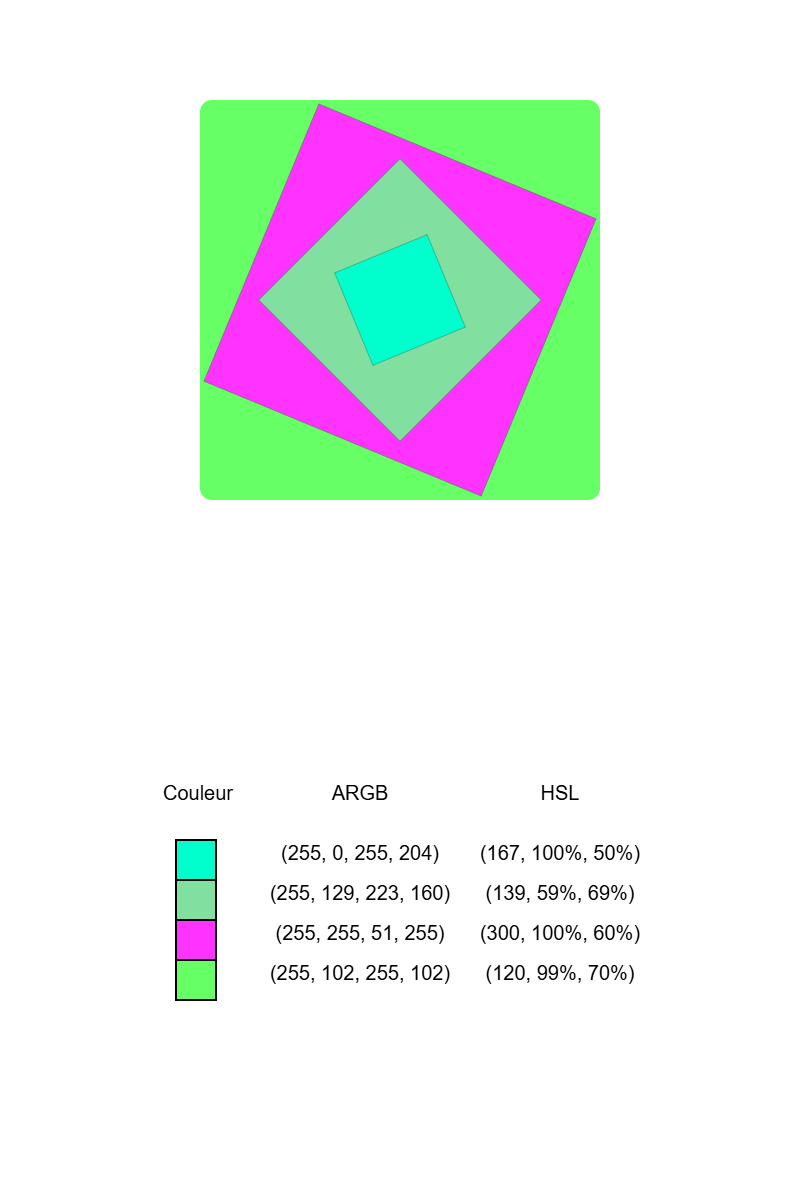 Couleur ARGB HSL
(255, 0, 255, 204) (167, 100%, 50%)
(255, 129, 223, 160) (139, 59%, 69%)
(255, 255, 51, 255) (300, 100%, 60%)
(255, 102, 255, 102) (120, 99%, 70%)